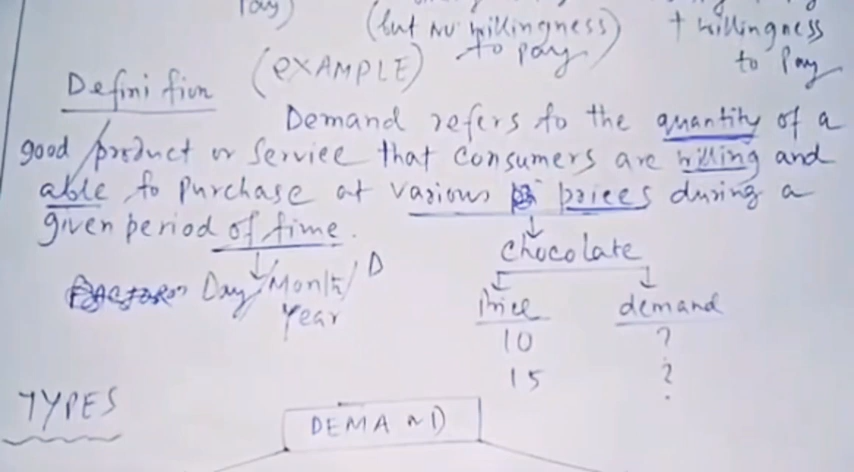 pay)
(but NO willingness) + willingness
to pay to pay
Definition (EXAMPLE)
Demand refers to the quantity of a
good/product or Service that consumers are willing and
able to purchase at various prices during a
given period of time.
chocolate
Day/Month/ D
Year
Price demand
10 ?
15 ?
TYPES
DEMAND